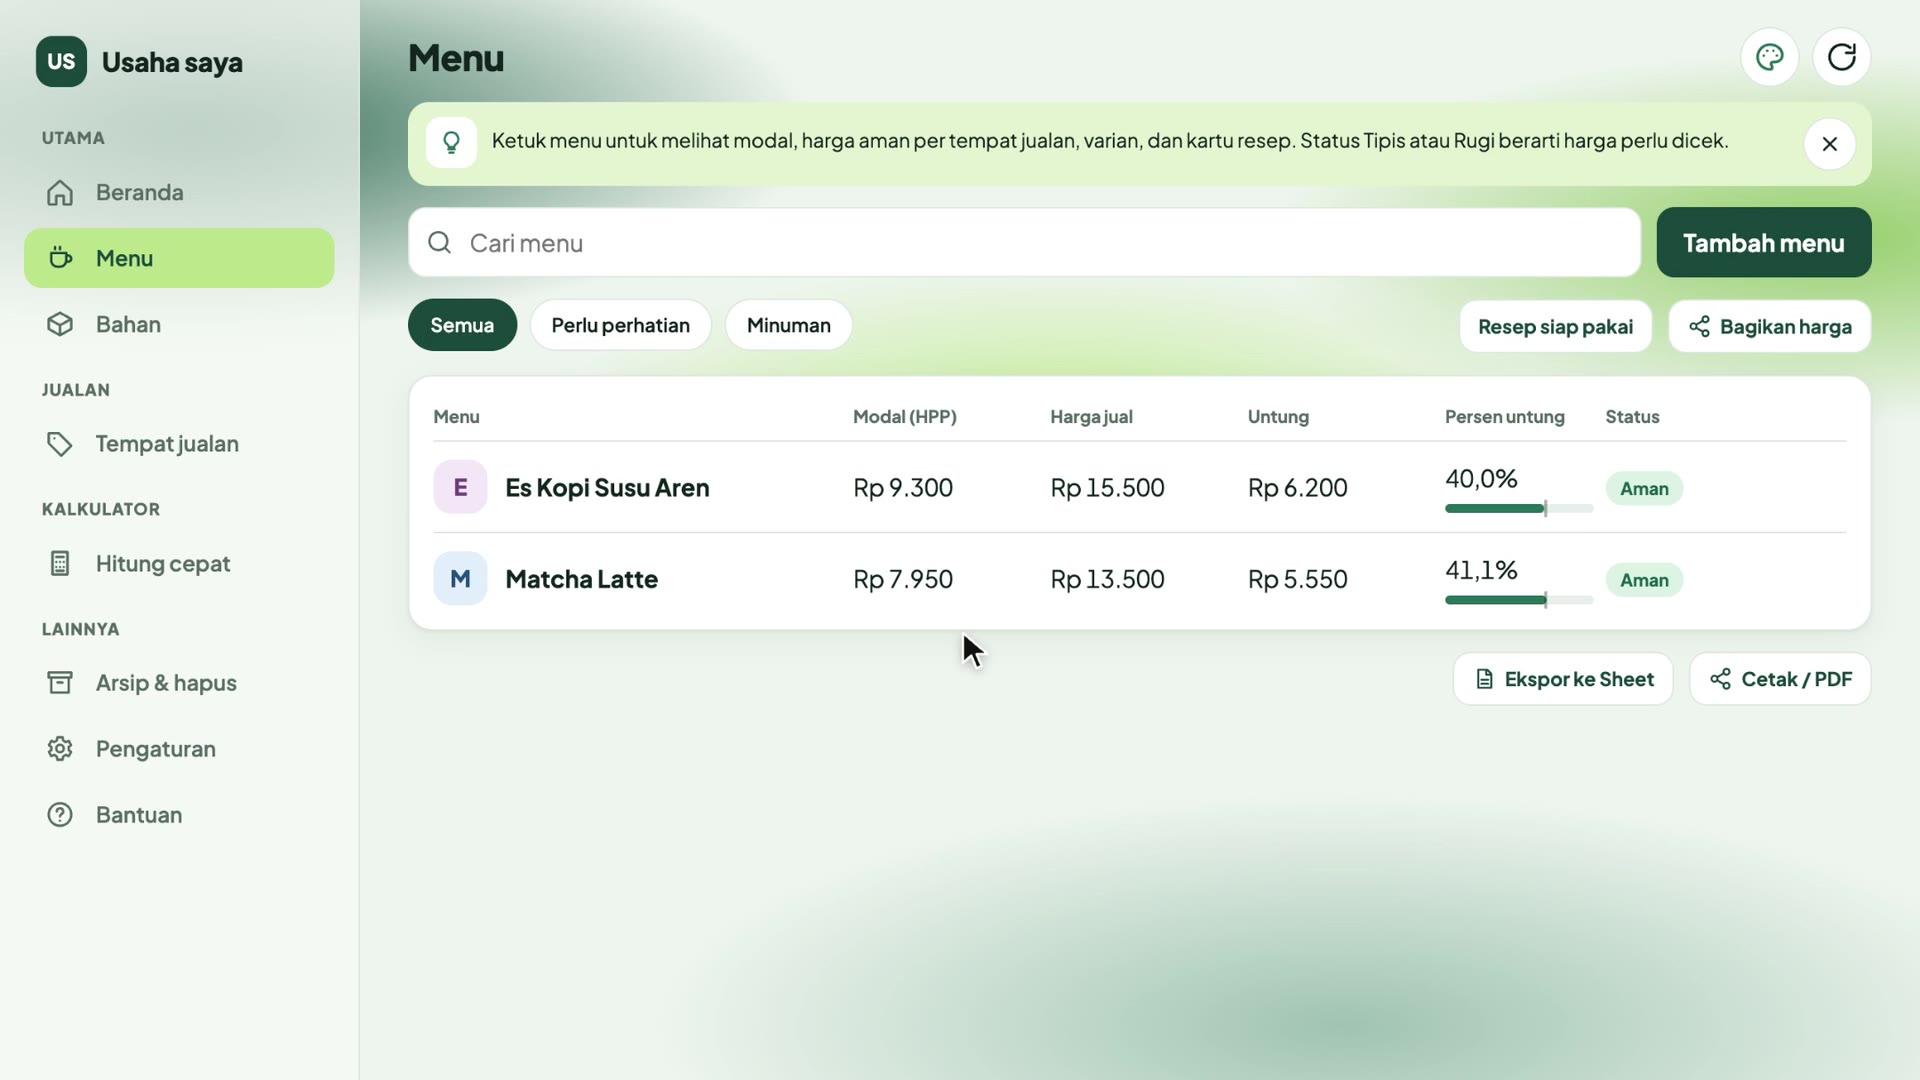 US
Usaha saya
UTAMA
Beranda
Menu
Bahan
JUALAN
Tempat jualan
KALKULATOR
Hitung cepat
LAINNYA
Arsip & hapus
Pengaturan
Bantuan
Menu
Ketuk menu untuk melihat modal, harga aman per tempat jualan, varian, dan kartu resep. Status Tipis atau Rugi berarti harga perlu dicek.
Cari menu
Tambah menu
Semua
Perlu perhatian
Minuman
Resep siap pakai
Bagikan harga
Menu Modal (HPP) Harga jual Untung Persen untung Status
E Es Kopi Susu Aren Rp 9.300 Rp 15.500 Rp 6.200 40,0% Aman
M Matcha Latte Rp 7.950 Rp 13.500 Rp 5.550 41,1% Aman
Ekspor ke Sheet
Cetak / PDF